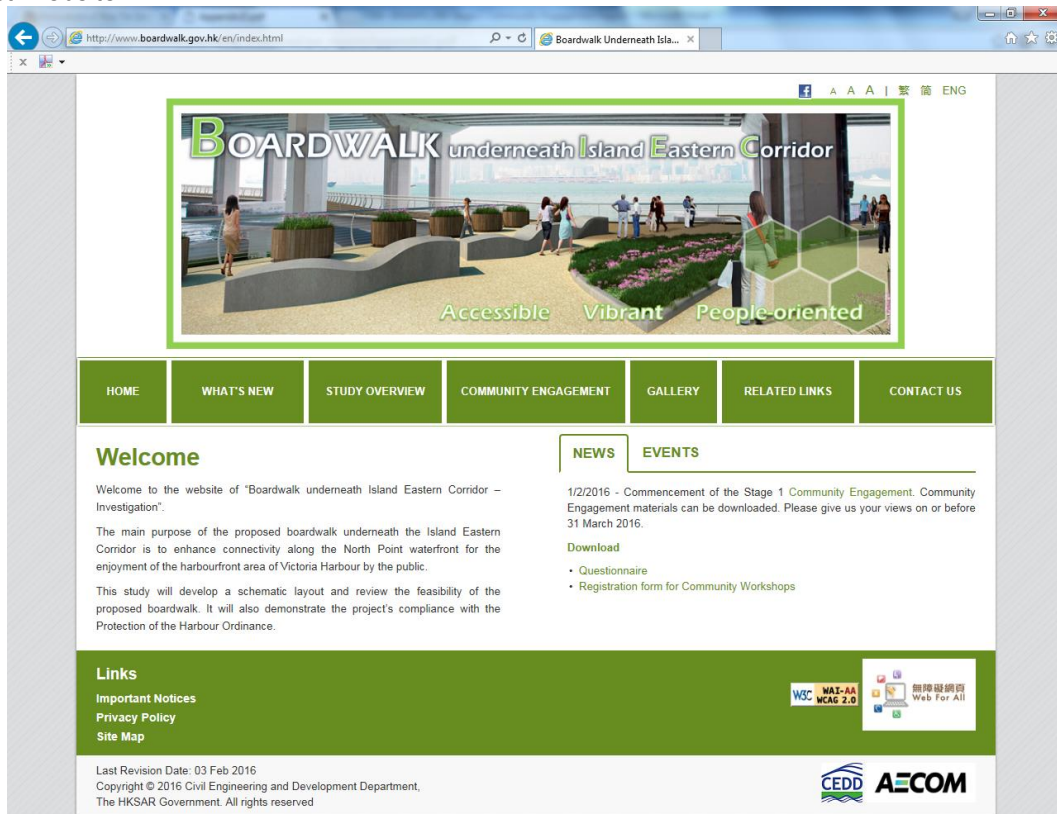 http://www.boardwalk.gov.hk/en/index.html
Boardwalk Underneath Isla...
A A A | 繁 简 ENG
BOARDWALK underneath Island Eastern Corridor
Accessible Vibrant People-oriented
HOME WHAT'S NEW STUDY OVERVIEW COMMUNITY ENGAGEMENT GALLERY RELATED LINKS CONTACT US
Welcome
Welcome to the website of “Boardwalk underneath Island Eastern Corridor –
Investigation”.
The main purpose of the proposed boardwalk underneath the Island Eastern
Corridor is to enhance connectivity along the North Point waterfront for the
enjoyment of the harbourfront area of Victoria Harbour by the public.
This study will develop a schematic layout and review the feasibility of the
proposed boardwalk. It will also demonstrate the project's compliance with the
Protection of the Harbour Ordinance.
NEWS EVENTS
1/2/2016 - Commencement of the Stage 1 Community Engagement. Community
Engagement materials can be downloaded. Please give us your views on or before
31 March 2016.
Download
• Questionnaire
• Registration form for Community Workshops
Links
Important Notices
Privacy Policy
Site Map
W3C WAI-AA
WCAG 2.0
無障礙網頁
Web For All
Last Revision Date: 03 Feb 2016
Copyright © 2016 Civil Engineering and Development Department,
The HKSAR Government. All rights reserved
CEDD AECOM